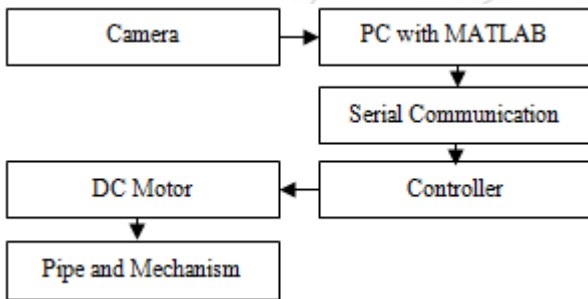 Camera
PC with MATLAB
Serial Communication
DC Motor
Controller
Pipe and Mechanism